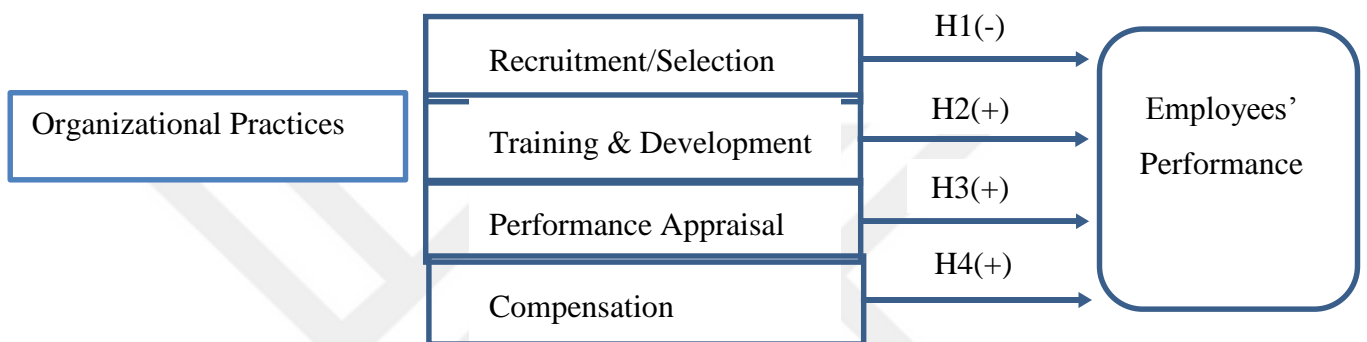 Organizational Practices
Recruitment/Selection
Training & Development
Performance Appraisal
Compensation
H1(-)
H2(+)
H3(+)
H4(+)
Employees’
Performance